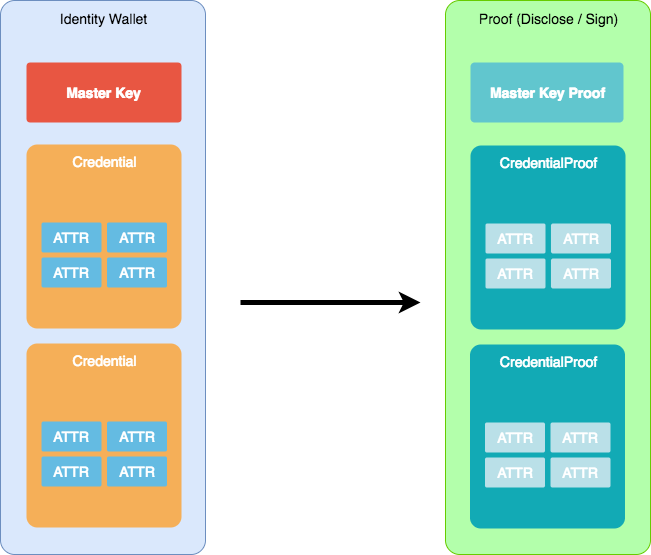 Identity Wallet
Master Key
Credential
ATTR ATTR
ATTR ATTR
Credential
ATTR ATTR
ATTR ATTR
Proof (Disclose / Sign)
Master Key Proof
CredentialProof
ATTR ATTR
ATTR ATTR
CredentialProof
ATTR ATTR
ATTR ATTR